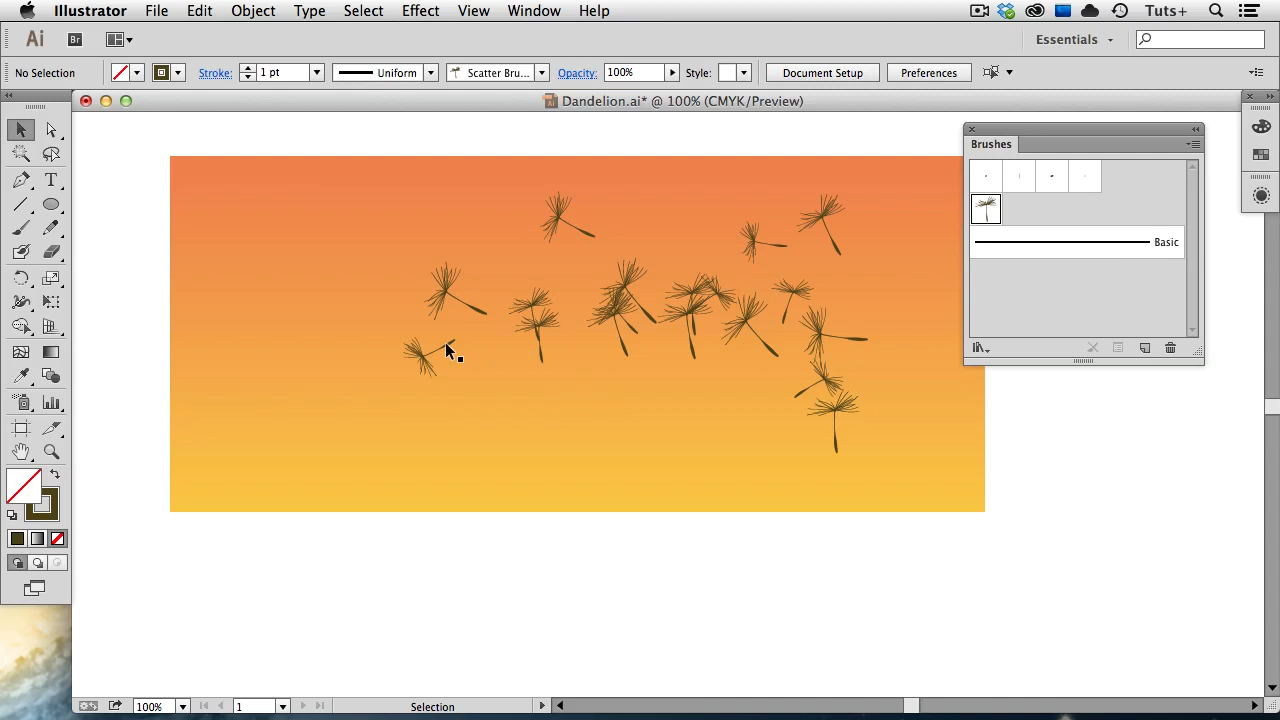 Illustrator File Edit Object Type Select Effect View Window Help Tuts+
Ai Br Essentials
No Selection Stroke: 1 pt Uniform Scatter Bru... Opacity: 100% Style: Document Setup Preferences
Dandelion.ai* @ 100% (CMYK/Preview)
Brushes
Basic
T
100% 1 Selection